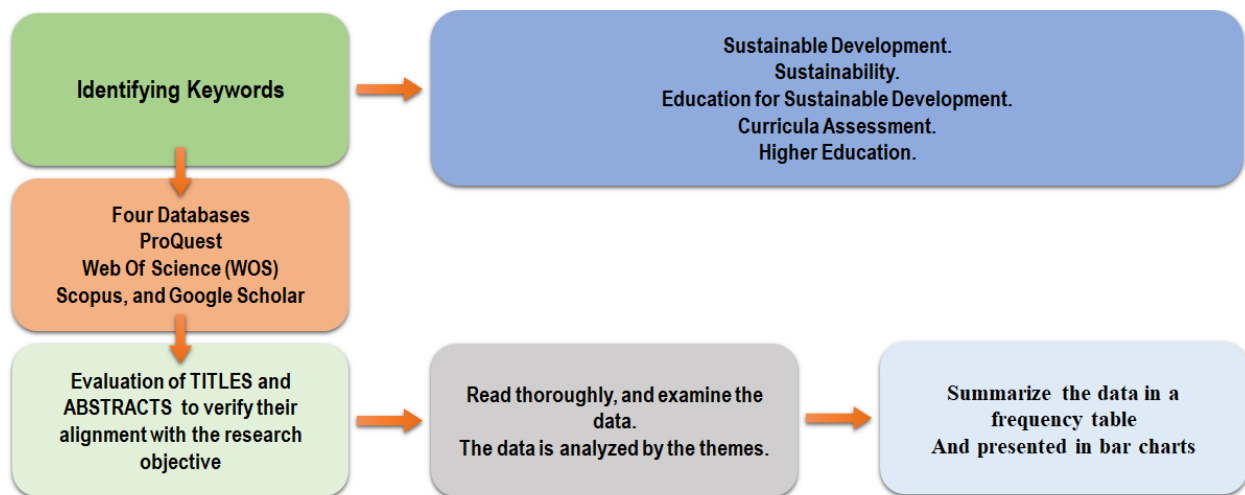 Identifying Keywords
Sustainable Development.
Sustainability.
Education for Sustainable Development.
Curricula Assessment.
Higher Education.
Four Databases
ProQuest
Web Of Science (WOS)
Scopus, and Google Scholar
Evaluation of TITLES and
ABSTRACTS to verify their
alignment with the research
objective
Read thoroughly, and examine the
data.
The data is analyzed by the themes.
Summarize the data in a
frequency table
And presented in bar charts